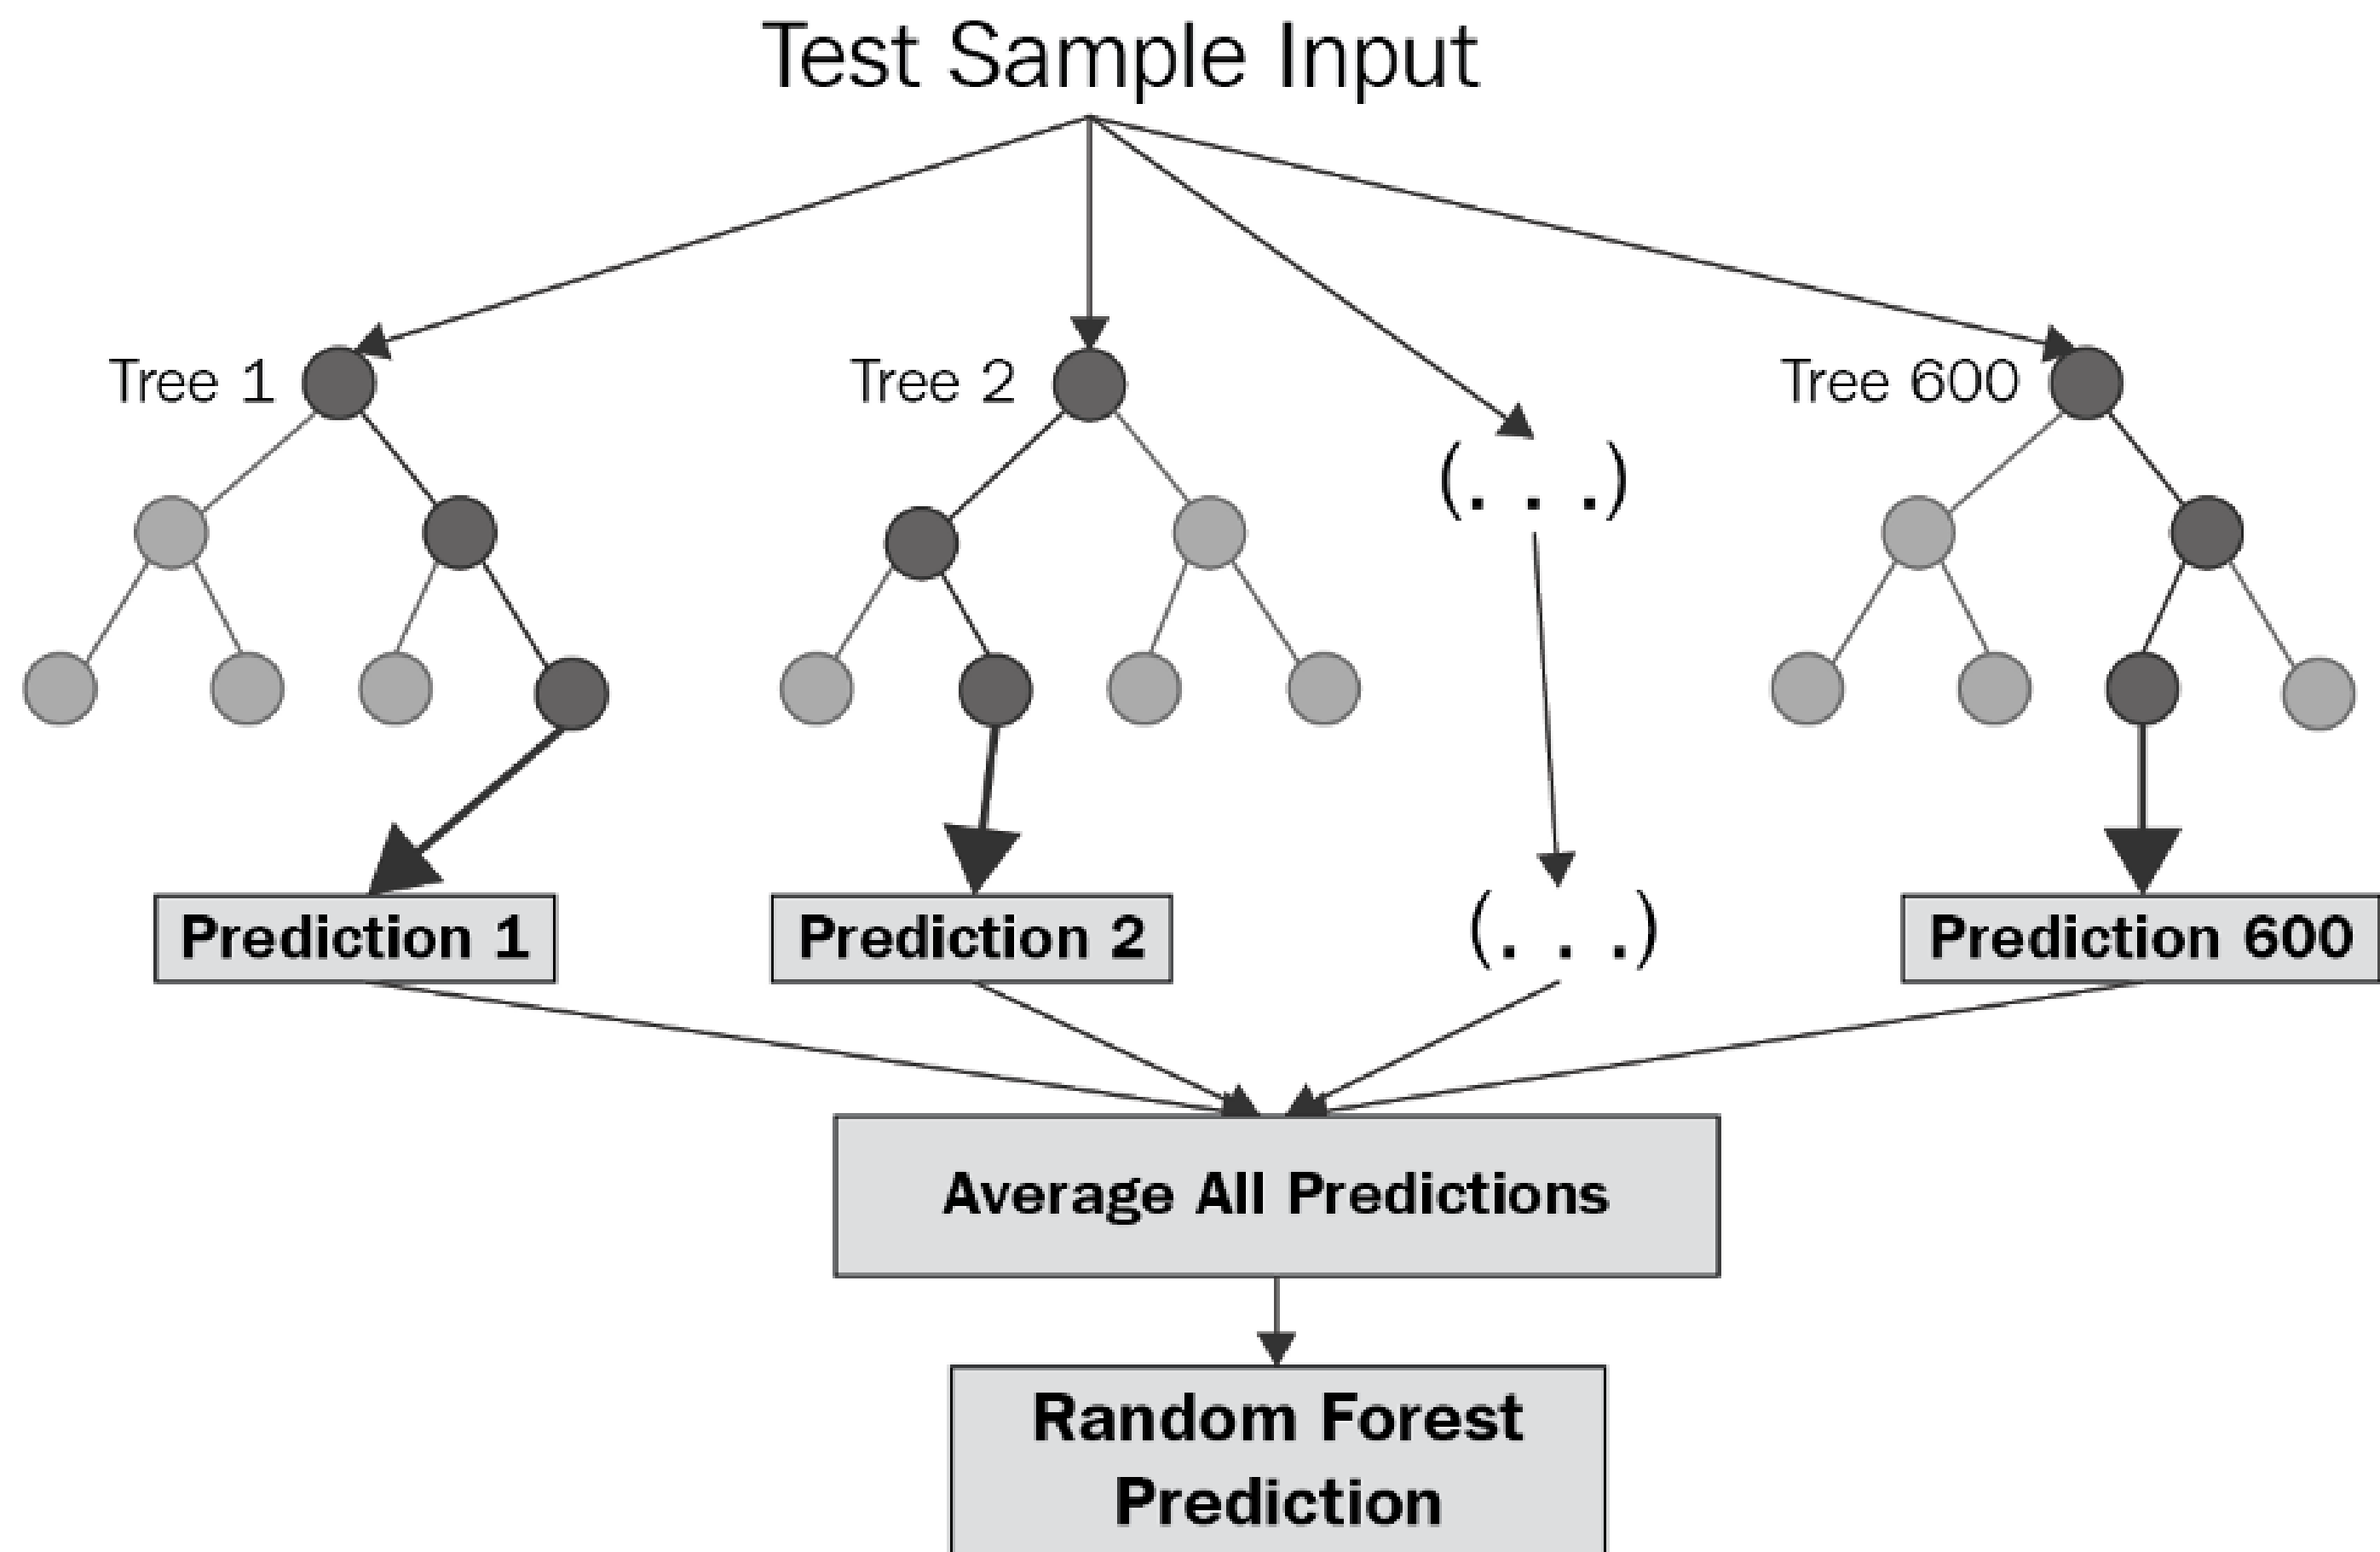 Test Sample Input
Tree 1
Tree 2
Tree 600
(. . .)
Prediction 1
Prediction 2
(. . .)
Prediction 600
Average All Predictions
Random Forest
Prediction